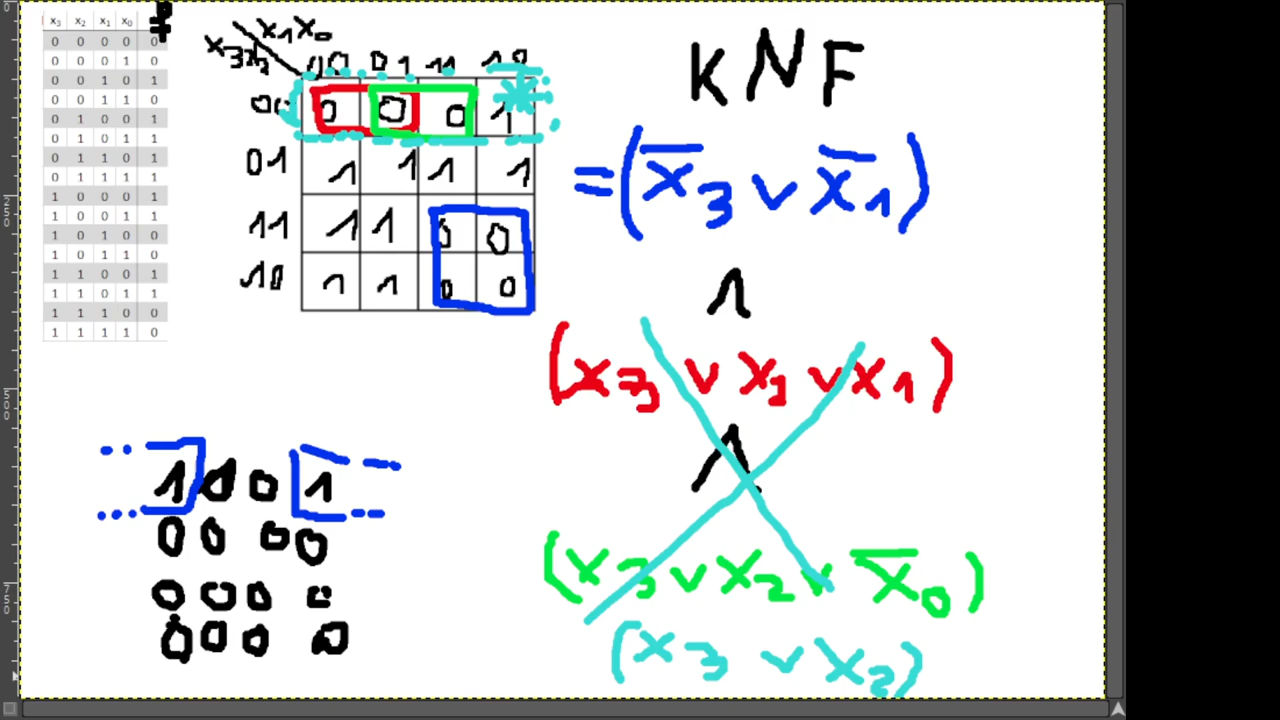 x₃ x₂ x₁ x₀ f
0 0 0 0 0
0 0 0 1 0
0 0 1 0 1
0 0 1 1 0
0 1 0 0 1
0 1 0 1 1
0 1 1 0 1
0 1 1 1 1
1 0 0 0 1
1 0 0 1 1
1 0 1 0 0
1 0 1 1 0
1 1 0 0 1
1 1 0 1 1
1 1 1 0 0
1 1 1 1 0
x₁x₀
x₃x₂
00 01 11 10
00 0 0 0 1
01 1 1 1 1
11 1 1 0 0
10 1 1 0 0
KNF
=(x̅₃ ∨ x̅₁)
∧
(x₃ ∨ x₂ ∨ x₁)
∧
(x₃ ∨ x₂ ∨ x̅₀)
(x₃ ∨ x₂)
1 0 0 1
0 0 0 0
0 0 0 0
0 0 0 0
0
250
500
750